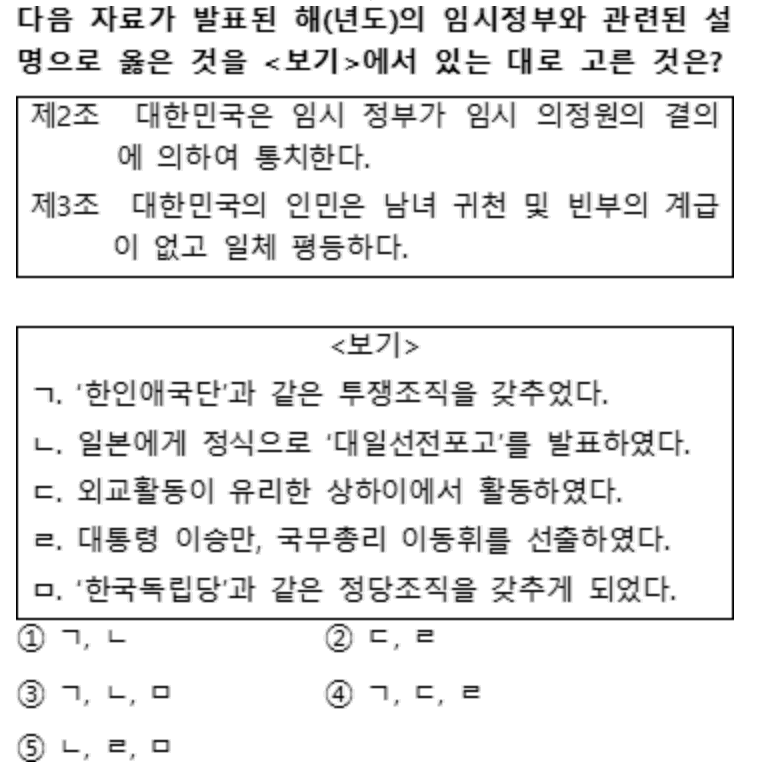 다음 자료가 발표된 해(년도)의 임시정부와 관련된 설
명으로 옳은 것을 <보기>에서 있는 대로 고른 것은?
제2조 대한민국은 임시 정부가 임시 의정원의 결의
에 의하여 통치한다.
제3조 대한민국의 인민은 남녀 귀천 및 빈부의 계급
이 없고 일체 평등하다.
<보기>
ㄱ. '한인애국단'과 같은 투쟁조직을 갖추었다.
ㄴ. 일본에게 정식으로 '대일선전포고'를 발표하였다.
ㄷ. 외교활동이 유리한 상하이에서 활동하였다.
ㄹ. 대통령 이승만, 국무총리 이동휘를 선출하였다.
ㅁ. '한국독립당'과 같은 정당조직을 갖추게 되었다.
① ㄱ, ㄴ ② ㄷ, ㄹ
③ ㄱ, ㄴ, ㅁ ④ ㄱ, ㄷ, ㄹ
⑤ ㄴ, ㄹ, ㅁ